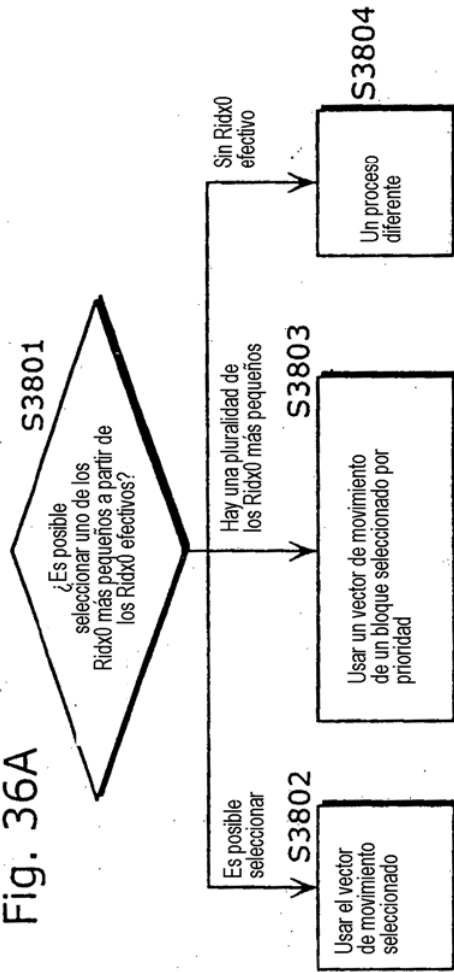 Fig. 36A
S3801
¿Es posible
seleccionar uno de los
Ridx0 más pequeños a partir de
los Ridx0 efectivos?
Es posible
seleccionar
Hay una pluralidad de
los Ridx0 más pequeños
Sin Ridx0
efectivo
S3802
Usar el vector
de movimiento
seleccionado
S3803
Usar un vector de movimiento
de un bloque seleccionado por
prioridad
S3804
Un proceso
diferente